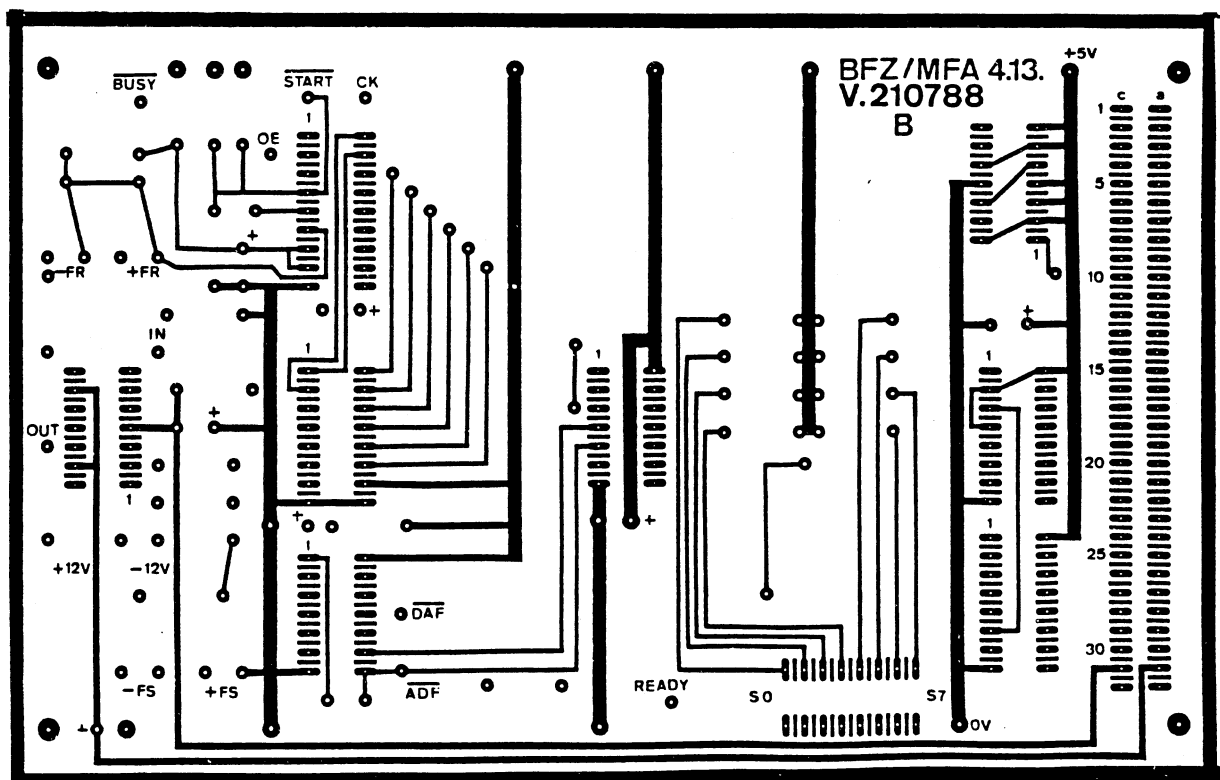 BFZ/MFA 4.13.
V.210788
B
+5V
BUSY
START
CK
c
a
1
1
OE
5
+
-FR
+FR
1
10
+
+
IN
1
1
1
15
+
OUT
20
1
+
+
1
1
+12V
-12V
25
DAF
30
-FS
+FS
ADF
READY
S0
S7
+
0V